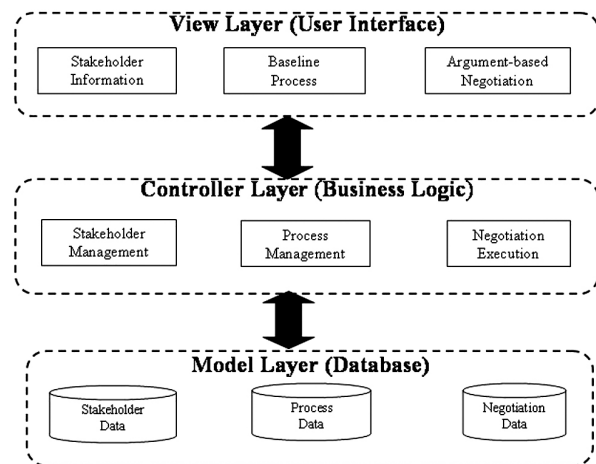 View Layer (User Interface)
Stakeholder
Information
Baseline
Process
Argument-based
Negotiation
Controller Layer (Business Logic)
Stakeholder
Management
Process
Management
Negotiation
Execution
Model Layer (Database)
Stakeholder
Data
Process
Data
Negotiation
Data